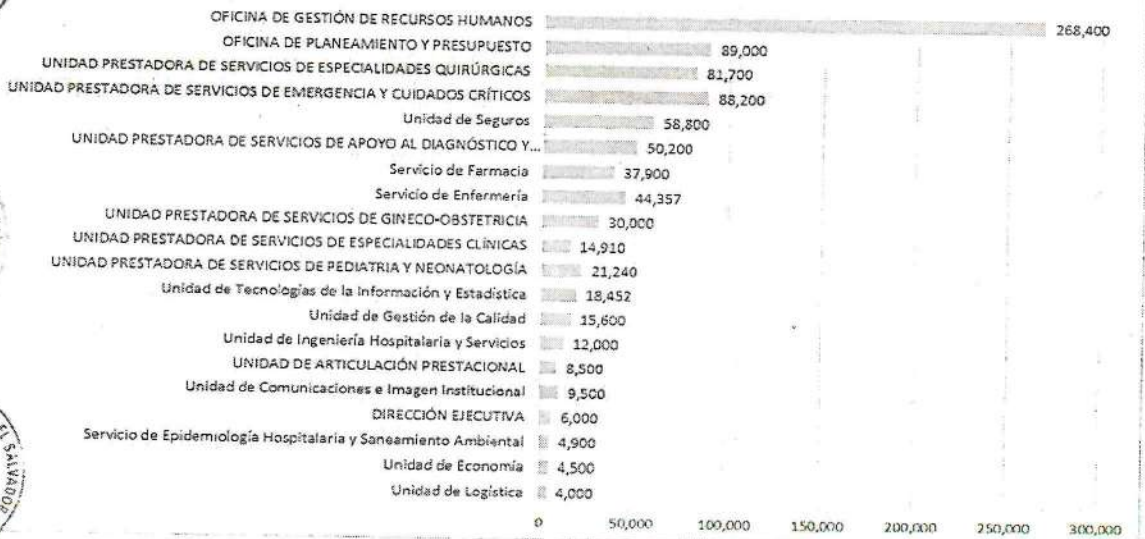 OFICINA DE GESTIÓN DE RECURSOS HUMANOS 268,400
OFICINA DE PLANEAMIENTO Y PRESUPUESTO 89,000
UNIDAD PRESTADORA DE SERVICIOS DE ESPECIALIDADES QUIRÚRGICAS 81,700
UNIDAD PRESTADORA DE SERVICIOS DE EMERGENCIA Y CUIDADOS CRÍTICOS 88,200
Unidad de Seguros 58,800
UNIDAD PRESTADORA DE SERVICIOS DE APOYO AL DIAGNÓSTICO Y... 50,200
Servicio de Farmacia 37,900
Servicio de Enfermería 44,357
UNIDAD PRESTADORA DE SERVICIOS DE GINECO-OBSTETRICIA 30,000
UNIDAD PRESTADORA DE SERVICIOS DE ESPECIALIDADES CLÍNICAS 14,910
UNIDAD PRESTADORA DE SERVICIOS DE PEDIATRIA Y NEONATOLOGÍA 21,240
Unidad de Tecnologías de la Información y Estadística 18,452
Unidad de Gestión de la Calidad 15,600
Unidad de Ingeniería Hospitalaria y Servicios 12,000
UNIDAD DE ARTICULACIÓN PRESTACIONAL 8,500
Unidad de Comunicaciones e Imagen Institucional 9,500
DIRECCIÓN EJECUTIVA 6,000
Servicio de Epidemiología Hospitalaria y Saneamiento Ambiental 4,900
Unidad de Economía 4,500
Unidad de Logística 4,000
0 50,000 100,000 150,000 200,000 250,000 300,000
EL SALVADOR